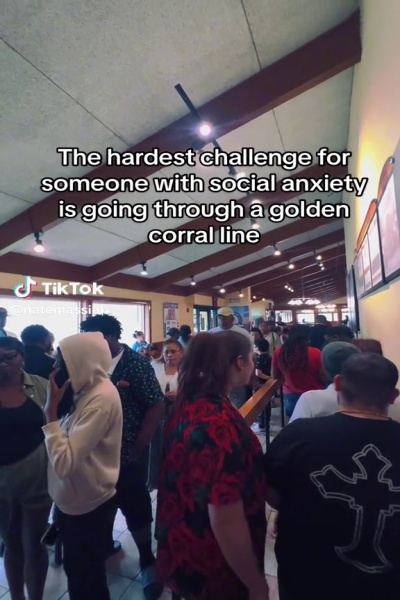 The hardest challenge for
someone with social anxiety
is going through a golden
corral line
TikTok